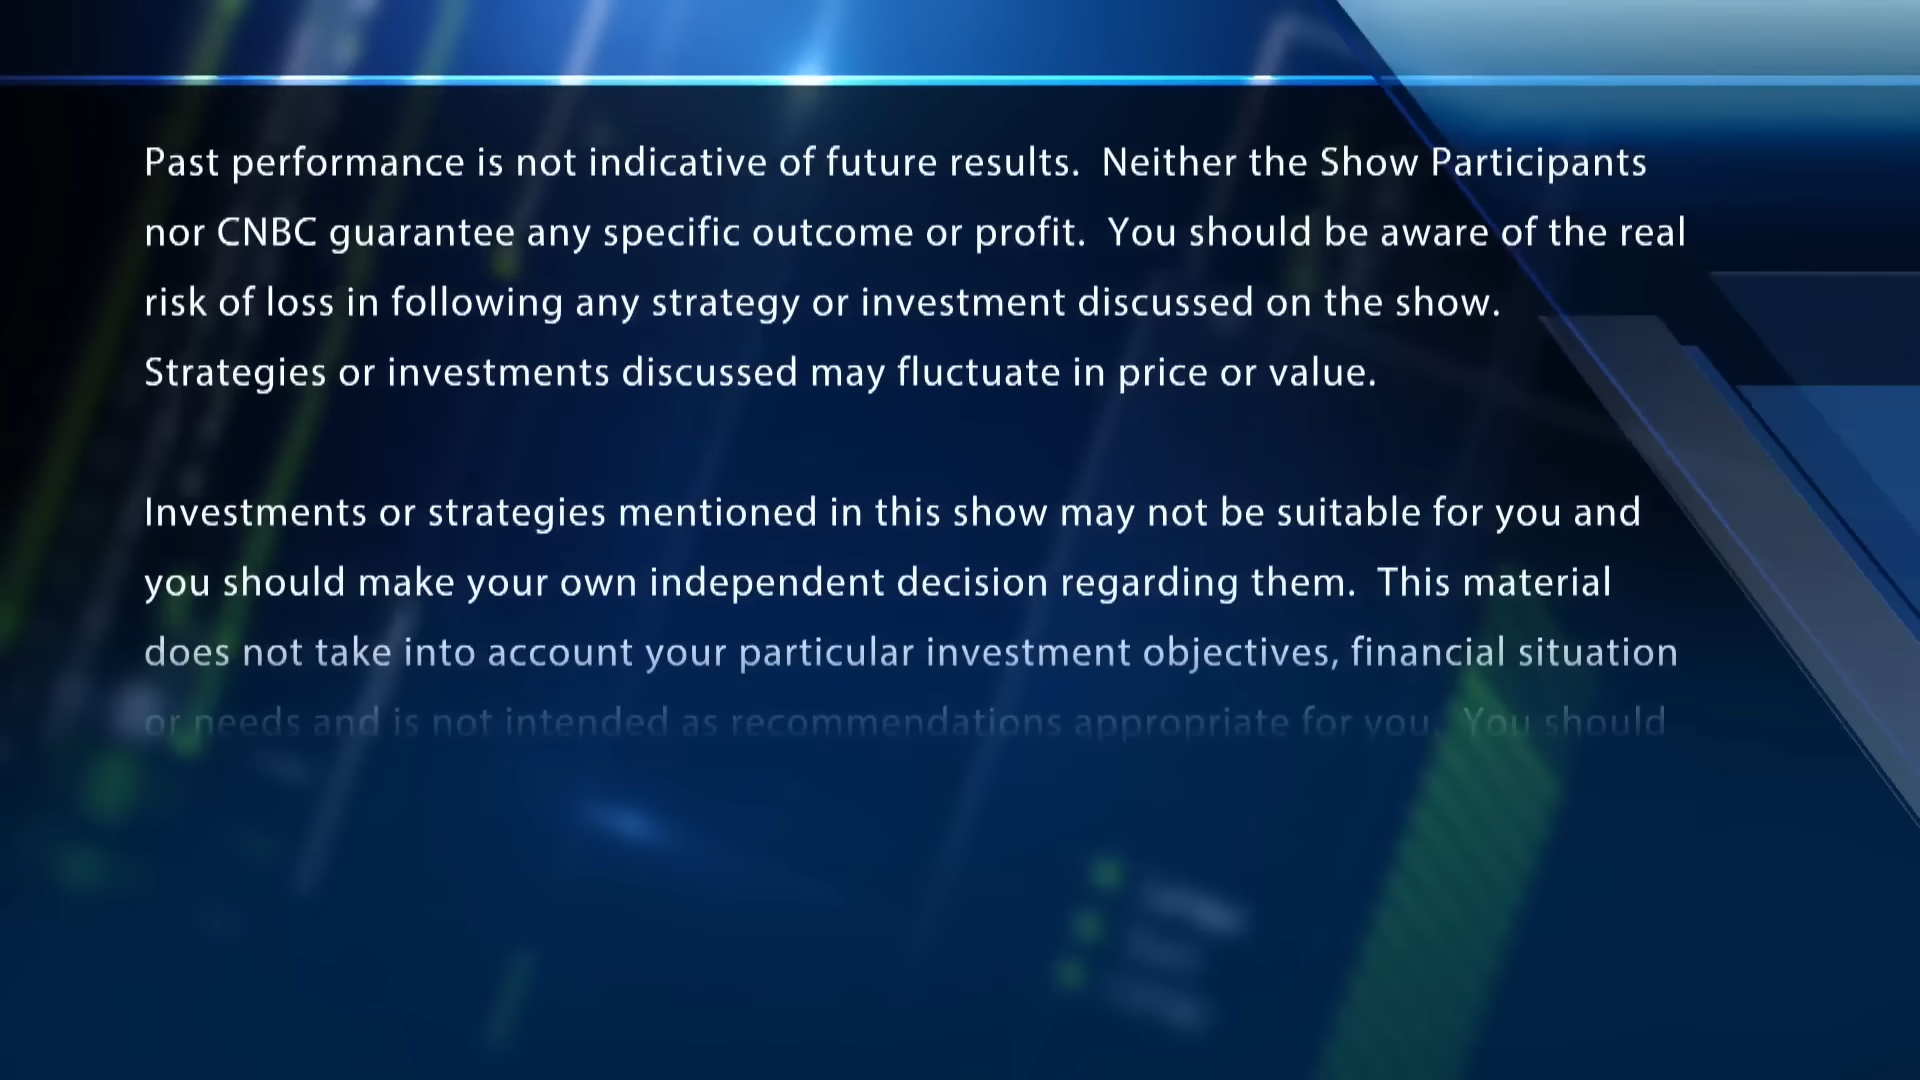 Past performance is not indicative of future results.  Neither the Show Participants
nor CNBC guarantee any specific outcome or profit.  You should be aware of the real
risk of loss in following any strategy or investment discussed on the show.
Strategies or investments discussed may fluctuate in price or value.
Investments or strategies mentioned in this show may not be suitable for you and
you should make your own independent decision regarding them.  This material
does not take into account your particular investment objectives, financial situation
or needs and is not intended as recommendations appropriate for you.  You should